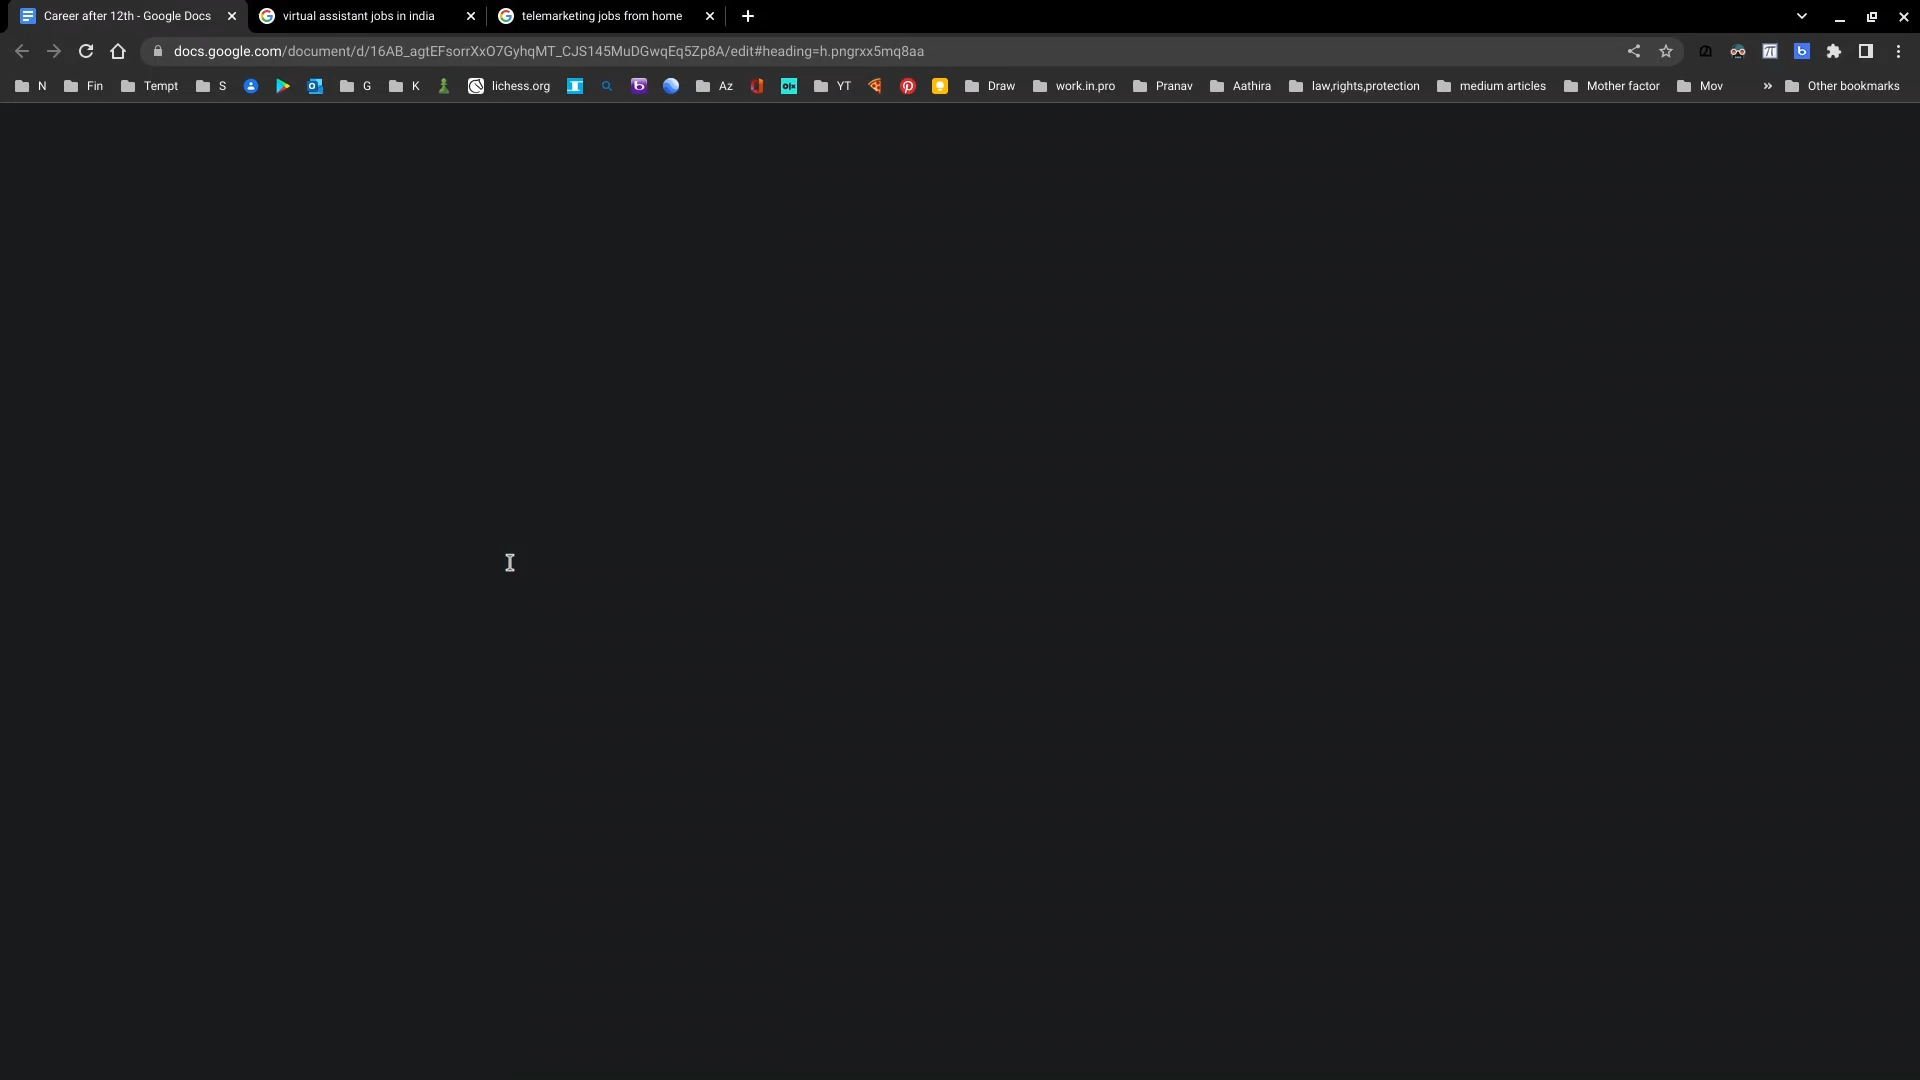 Career after 12th - Google Docs
virtual assistant jobs in india
telemarketing jobs from home
docs.google.com/document/d/16AB_agtEFsorrXxO7GyhqMT_CJS145MuDGwqEq5Zp8A/edit#heading=h.pngrxx5mq8aa
N Fin Tempt S G K lichess.org Az olx YT Draw work.in.pro Pranav Aathira law,rights,protection medium articles Mother factor Mov » Other bookmarks